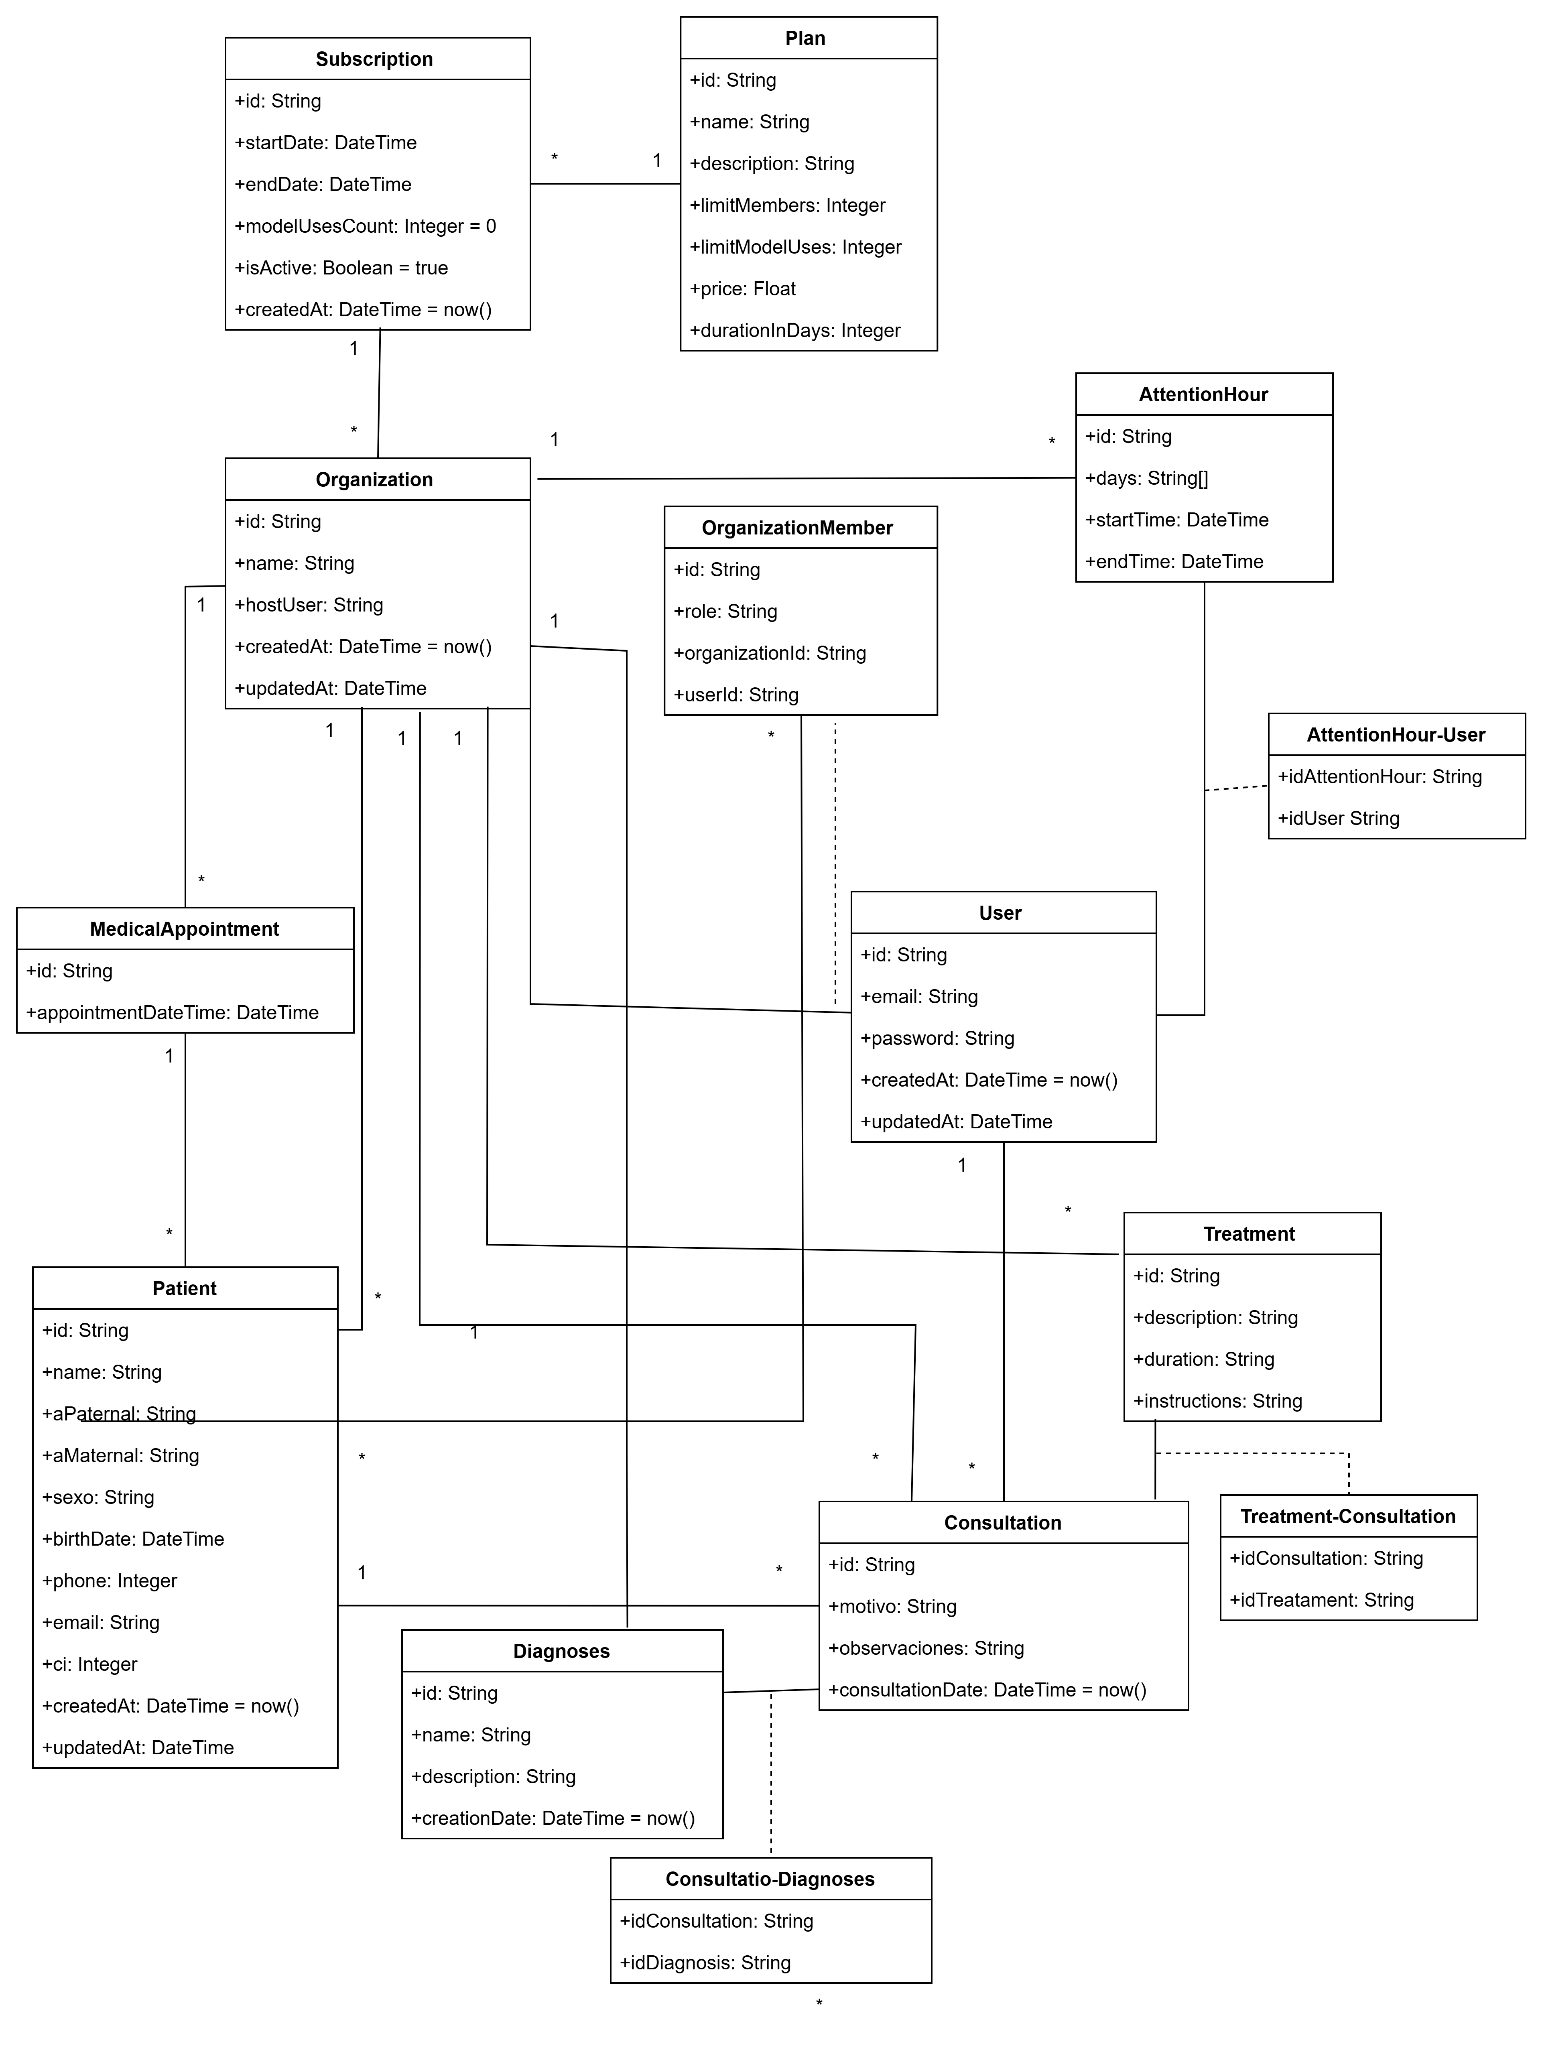 Plan
+id: String
+name: String
+description: String
+limitMembers: Integer
+limitModelUses: Integer
+price: Float
+durationInDays: Integer
Subscription
+id: String
+startDate: DateTime
+endDate: DateTime
+modelUsesCount: Integer = 0
+isActive: Boolean = true
+createdAt: DateTime = now()
*
1
1
*
AttentionHour
+id: String
+days: String[]
+startTime: DateTime
+endTime: DateTime
1
*
Organization
+id: String
+name: String
+hostUser: String
+createdAt: DateTime = now()
+updatedAt: DateTime
1
1
1
1
1
OrganizationMember
+id: String
+role: String
+organizationId: String
+userId: String
*
AttentionHour-User
+idAttentionHour: String
+idUser String
*
MedicalAppointment
+id: String
+appointmentDateTime: DateTime
1
*
User
+id: String
+email: String
+password: String
+createdAt: DateTime = now()
+updatedAt: DateTime
1
*
Treatment
+id: String
+description: String
+duration: String
+instructions: String
Patient
+id: String
+name: String
+aPaternal: String
+aMaternal: String
+sexo: String
+birthDate: DateTime
+phone: Integer
+email: String
+ci: Integer
+createdAt: DateTime = now()
+updatedAt: DateTime
*
1
*
*
*
1
*
Consultation
+id: String
+motivo: String
+observaciones: String
+consultationDate: DateTime = now()
Treatment-Consultation
+idConsultation: String
+idTreatament: String
Diagnoses
+id: String
+name: String
+description: String
+creationDate: DateTime = now()
Consultatio-Diagnoses
+idConsultation: String
+idDiagnosis: String
*